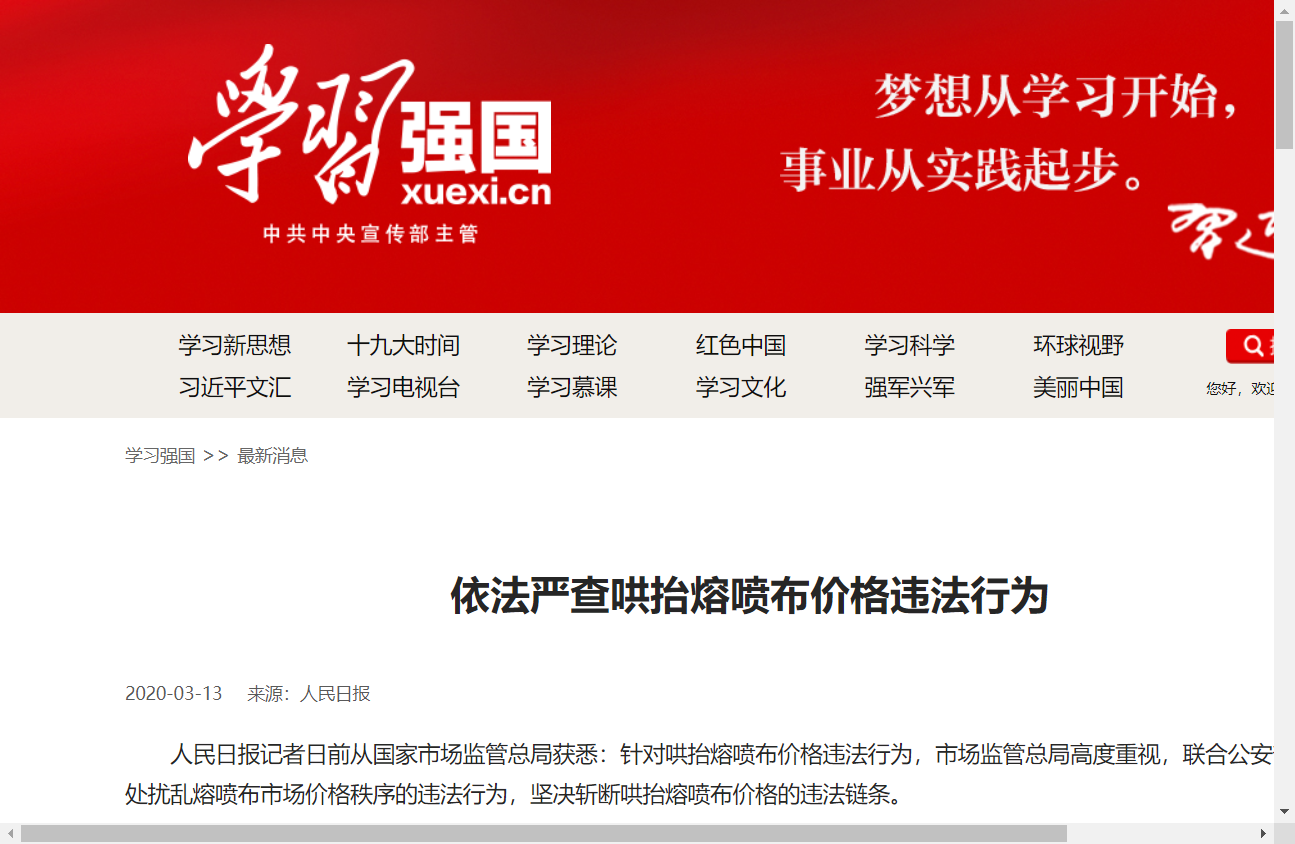 学習强国
xuexi.cn
中共中央宣传部主管
梦想从学习开始，
事业从实践起步。
学习新思想 十九大时间 学习理论 红色中国 学习科学 环球视野
习近平文汇 学习电视台 学习慕课 学习文化 强军兴军 美丽中国
您好，欢迎
学习强国 >> 最新消息
依法严查哄抬熔喷布价格违法行为
2020-03-13 来源：人民日报
人民日报记者日前从国家市场监管总局获悉：针对哄抬熔喷布价格违法行为，市场监管总局高度重视，联合公安
处扰乱熔喷布市场价格秩序的违法行为，坚决斩断哄抬熔喷布价格的违法链条。